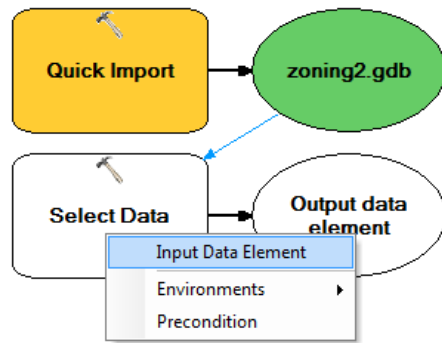 Quick Import
zoning2.gdb
Select Data
Output data
element
Input Data Element
Environments
Precondition